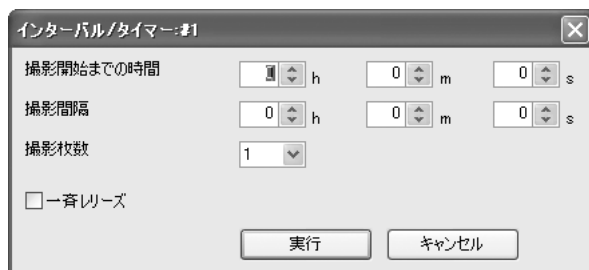 インターバル/タイマー:#1
撮影開始までの時間 0 h 0 m 0 s
撮影間隔 0 h 0 m 0 s
撮影枚数 1
一斉レリーズ
実行 キャンセル